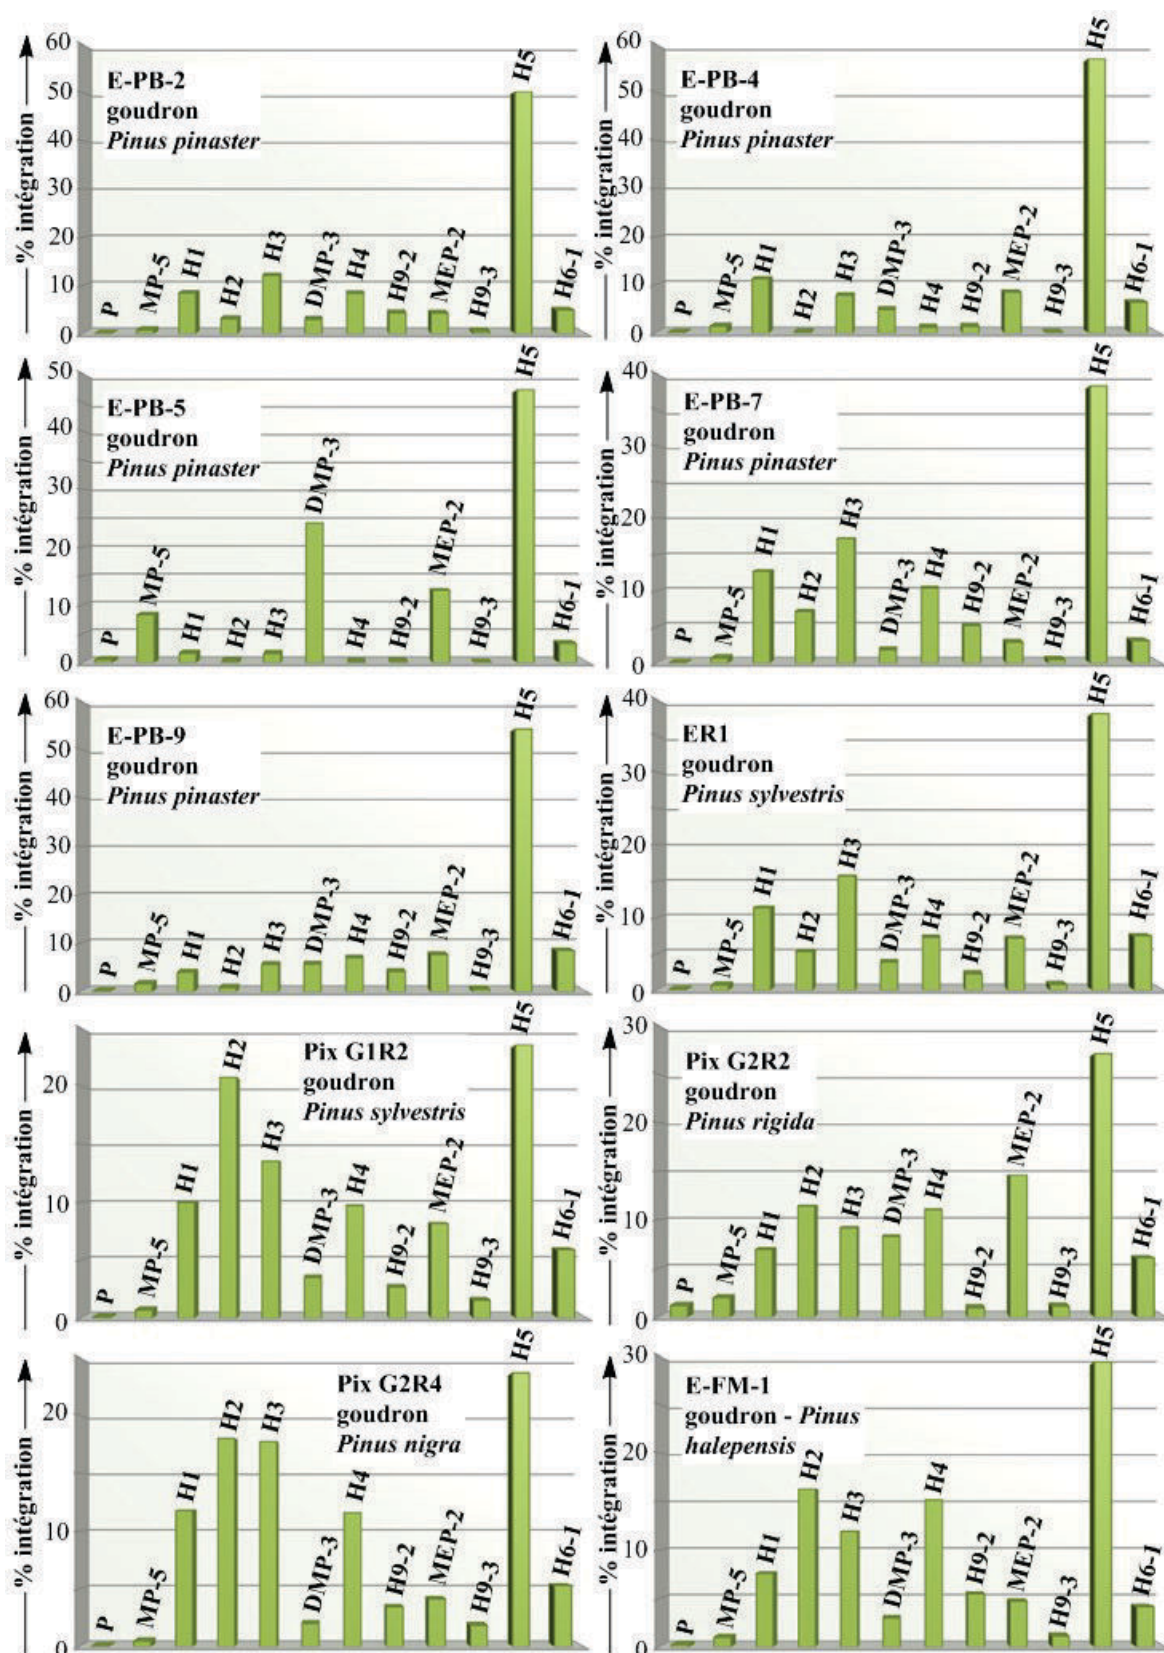 % intégration
60
50
40
30
20
10
0
E-PB-2
goudron
Pinus pinaster
P
MP-5
H1
H2
H3
DMP-3
H4
H9-2
MEP-2
H9-3
H5
H6-1
% intégration
60
50
40
30
20
10
0
E-PB-4
goudron
Pinus pinaster
P
MP-5
H1
H2
H3
DMP-3
H4
H9-2
MEP-2
H9-3
H5
H6-1
% intégration
50
40
30
20
10
0
E-PB-5
goudron
Pinus pinaster
P
MP-5
H1
H2
H3
DMP-3
H4
H9-2
MEP-2
H9-3
H5
H6-1
% intégration
40
30
20
10
0
E-PB-7
goudron
Pinus pinaster
P
MP-5
H1
H2
H3
DMP-3
H4
H9-2
MEP-2
H9-3
H5
H6-1
% intégration
60
50
40
30
20
10
0
E-PB-9
goudron
Pinus pinaster
P
MP-5
H1
H2
H3
DMP-3
H4
H9-2
MEP-2
H9-3
H5
H6-1
% intégration
40
30
20
10
0
ER1
goudron
Pinus sylvestris
P
MP-5
H1
H2
H3
DMP-3
H4
H9-2
MEP-2
H9-3
H5
H6-1
% intégration
20
10
0
Pix G1R2
goudron
Pinus sylvestris
P
MP-5
H1
H2
H3
DMP-3
H4
H9-2
MEP-2
H9-3
H5
H6-1
% intégration
30
20
10
0
Pix G2R2
goudron
Pinus rigida
P
MP-5
H1
H2
H3
DMP-3
H4
H9-2
MEP-2
H9-3
H5
H6-1
% intégration
20
10
0
Pix G2R4
goudron
Pinus nigra
P
MP-5
H1
H2
H3
DMP-3
H4
H9-2
MEP-2
H9-3
H5
H6-1
% intégration
30
20
10
0
E-FM-1
goudron - Pinus
halepensis
P
MP-5
H1
H2
H3
DMP-3
H4
H9-2
MEP-2
H9-3
H5
H6-1